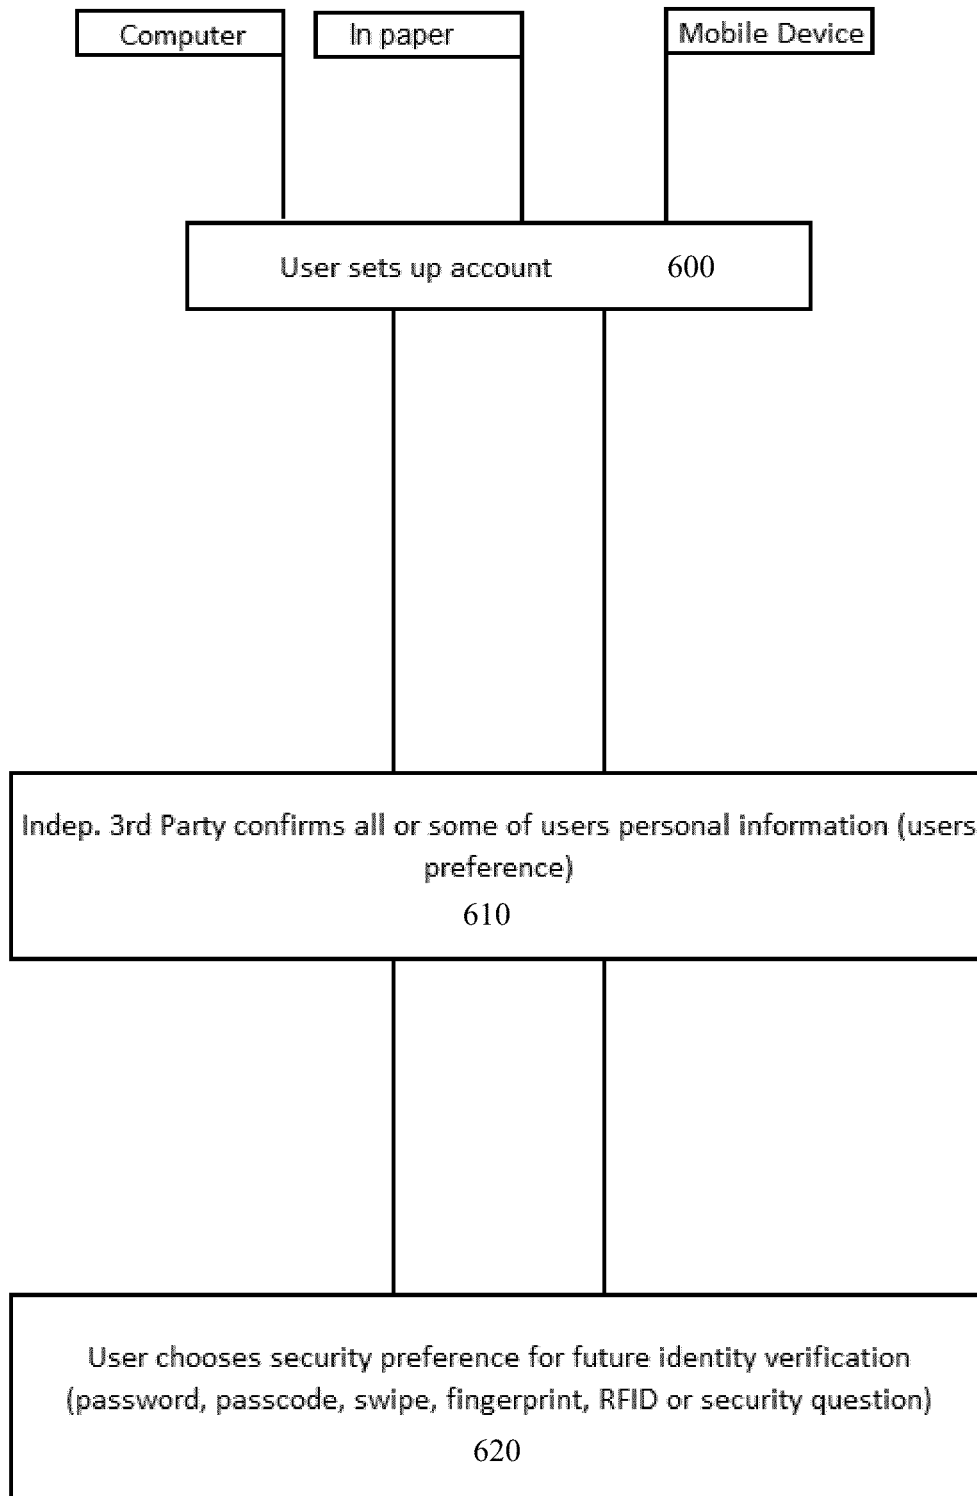 Computer
In paper
Mobile Device
User sets up account 600
Indep. 3rd Party confirms all or some of users personal information (users
preference)
610
User chooses security preference for future identity verification
(password, passcode, swipe, fingerprint, RFID or security question)
620